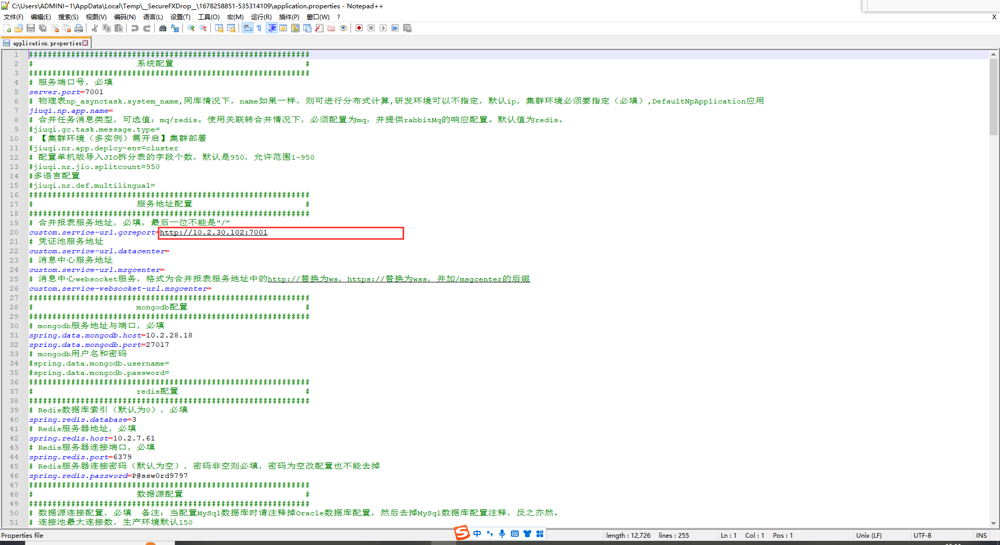 C:\Users\ADMINI~1\AppData\Local\Temp\__SecureFXDrop__\1678258851-535314109\application.properties - Notepad++
文件(F) 编辑(E) 搜索(S) 视图(V) 编码(N) 语言(L) 设置(T) 工具(O) 宏(M) 运行(R) 插件(P) 窗口(W) ? X
application.properties
1 ############################################################
2 # 系统配置 #
3 ############################################################
4 # 服务端口号，必填
5 server.port=7001
6 # 物理表np_asynctask.system_name,同库情况下，name如果一样，则可进行分布式计算,研发环境可以不指定，默认ip，集群环境必须要指定（必填）,DefaultNpApplication应用
7 jiuqi.np.app.name=
8 # 合并任务消息类型，可选值：mq/redis。使用关联转合并情况下，必须配置为mq，并提供rabbitMq的响应配置。默认值为redis。
9 #jiuqi.gc.task.message.type=
10 # 【集群环境（多实例）需开启】集群部署
11 #jiuqi.nr.app.deploy-env=cluster
12 # 配置单机版导入JIO拆分表的字段个数，默认是950，允许范围1-950
13 #jiuqi.nr.jio.splitcount=950
14 #多语言配置
15 #jiuqi.nr.def.multilingual=
16 ############################################################
17 # 服务地址配置 #
18 ############################################################
19 # 合并报表服务地址，必填，最后一位不能是“/”
20 custom.service-url.gcreport=http://10.2.30.102:7001
21 # 凭证池服务地址
22 custom.service-url.datacenter=
23 # 消息中心服务地址
24 custom.service-url.msgcenter=
25 # 消息中心websocket服务，格式为合并报表服务地址中的http://替换为ws，https://替换为wss，并加/msgcenter的后缀
26 custom.service-websocket-url.msgcenter=
27 ############################################################
28 # mongodb配置 #
29 ############################################################
30 # mongodb服务地址与端口，必填
31 spring.data.mongodb.host=10.2.28.18
32 spring.data.mongodb.port=27017
33 # mongodb用户名和密码
34 #spring.data.mongodb.username=
35 #spring.data.mongodb.password=
36 ############################################################
37 # redis配置 #
38 ############################################################
39 # Redis数据库索引（默认为0），必填
40 spring.redis.database=3
41 # Redis服务器地址，必填
42 spring.redis.host=10.2.7.61
43 # Redis服务器连接端口，必填
44 spring.redis.port=6379
45 # Redis服务器连接密码（默认为空），密码非空则必填，密码为空改配置也不能去掉
46 spring.redis.password=P@ssw0rd9797
47 ############################################################
48 # 数据源配置 #
49 ############################################################
50 # 数据源连接配置，必填 备注：当配置MySql数据库时请注释掉Oracle数据库配置，然后去掉MySql数据库配置注释，反之亦然。
51 # 连接池最大连接数，生产环境默认150
Properties file 中 length : 12,726 lines : 255 Ln : 1 Col : 1 Pos : 1 Unix (LF) UTF-8 INS